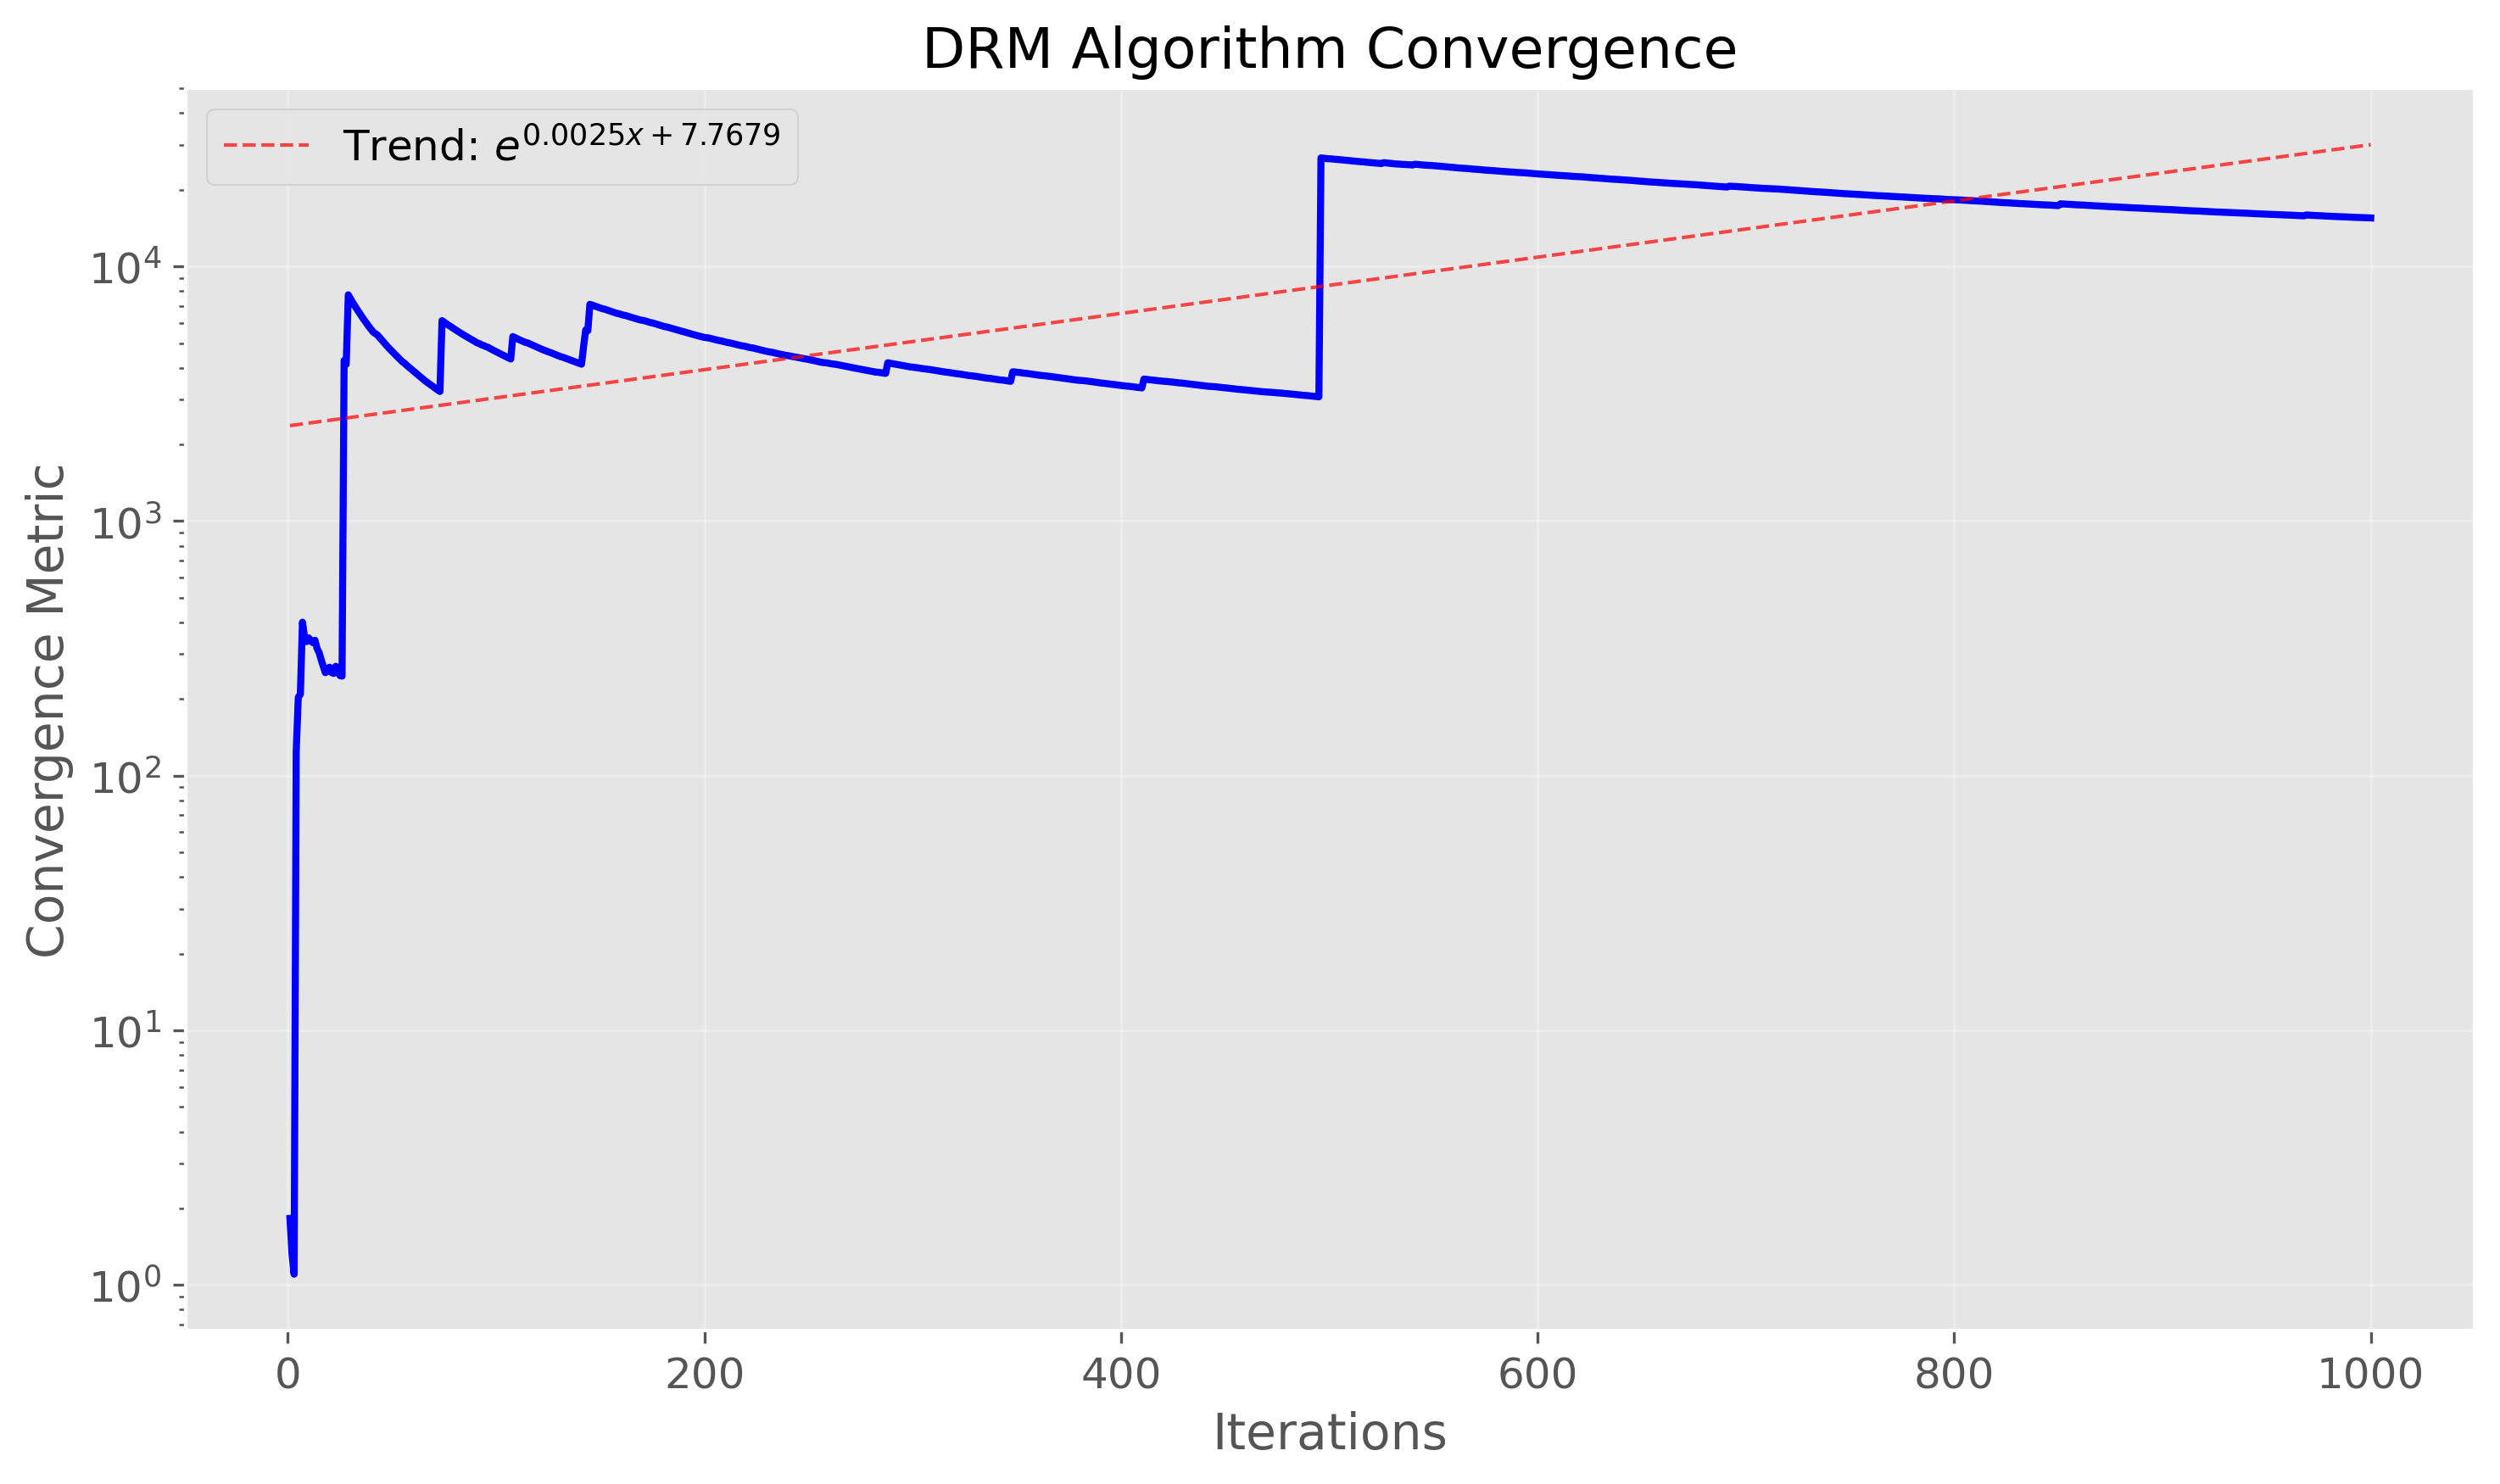 DRM Algorithm Convergence
Trend: e^0.0025x + 7.7679
Convergence Metric
10^4
10^3
10^2
10^1
10^0
0 200 400 600 800 1000
Iterations